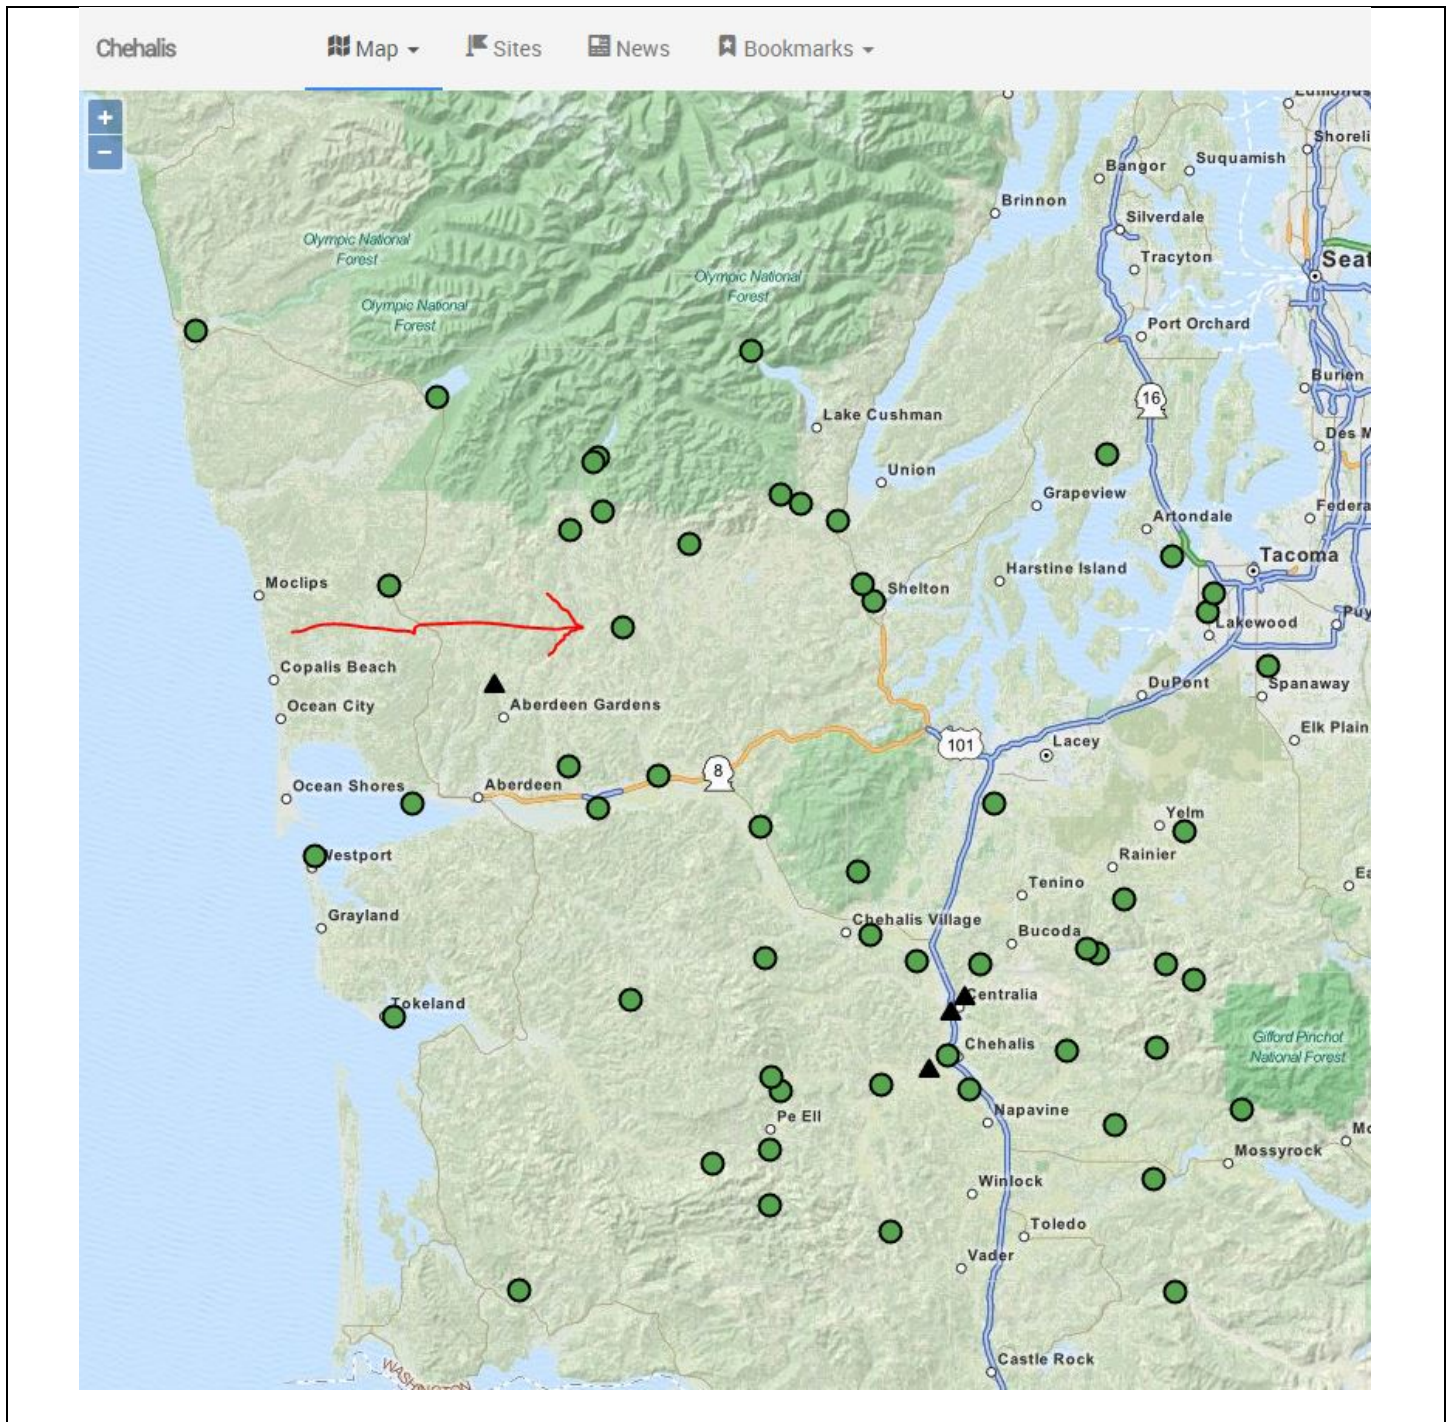 Chehalis
Map
Sites
News
Bookmarks
+
−
Shoreli
Bangor
Suquamish
Brinnon
Silverdale
Olympic National
Forest
Tracyton
Seat
Olympic National
Forest
Olympic National
Forest
Port Orchard
Burien
16
Lake Cushman
Des M
Union
Grapeview
Federa
Artondale
Tacoma
Harstine Island
Moclips
Shelton
Puy
Lakewood
Copalis Beach
DuPont
Spanaway
Ocean City
Aberdeen Gardens
Elk Plain
101
Lacey
8
Ocean Shores
Aberdeen
Yelm
Westport
Rainier
Ea
Tenino
Grayland
Chehalis Village
Bucoda
Centralia
Tokeland
Gifford Pinchot
National Forest
Chehalis
Napavine
Pe Ell
Mossyrock
Winlock
Toledo
Vader
Castle Rock
WASHINGTON